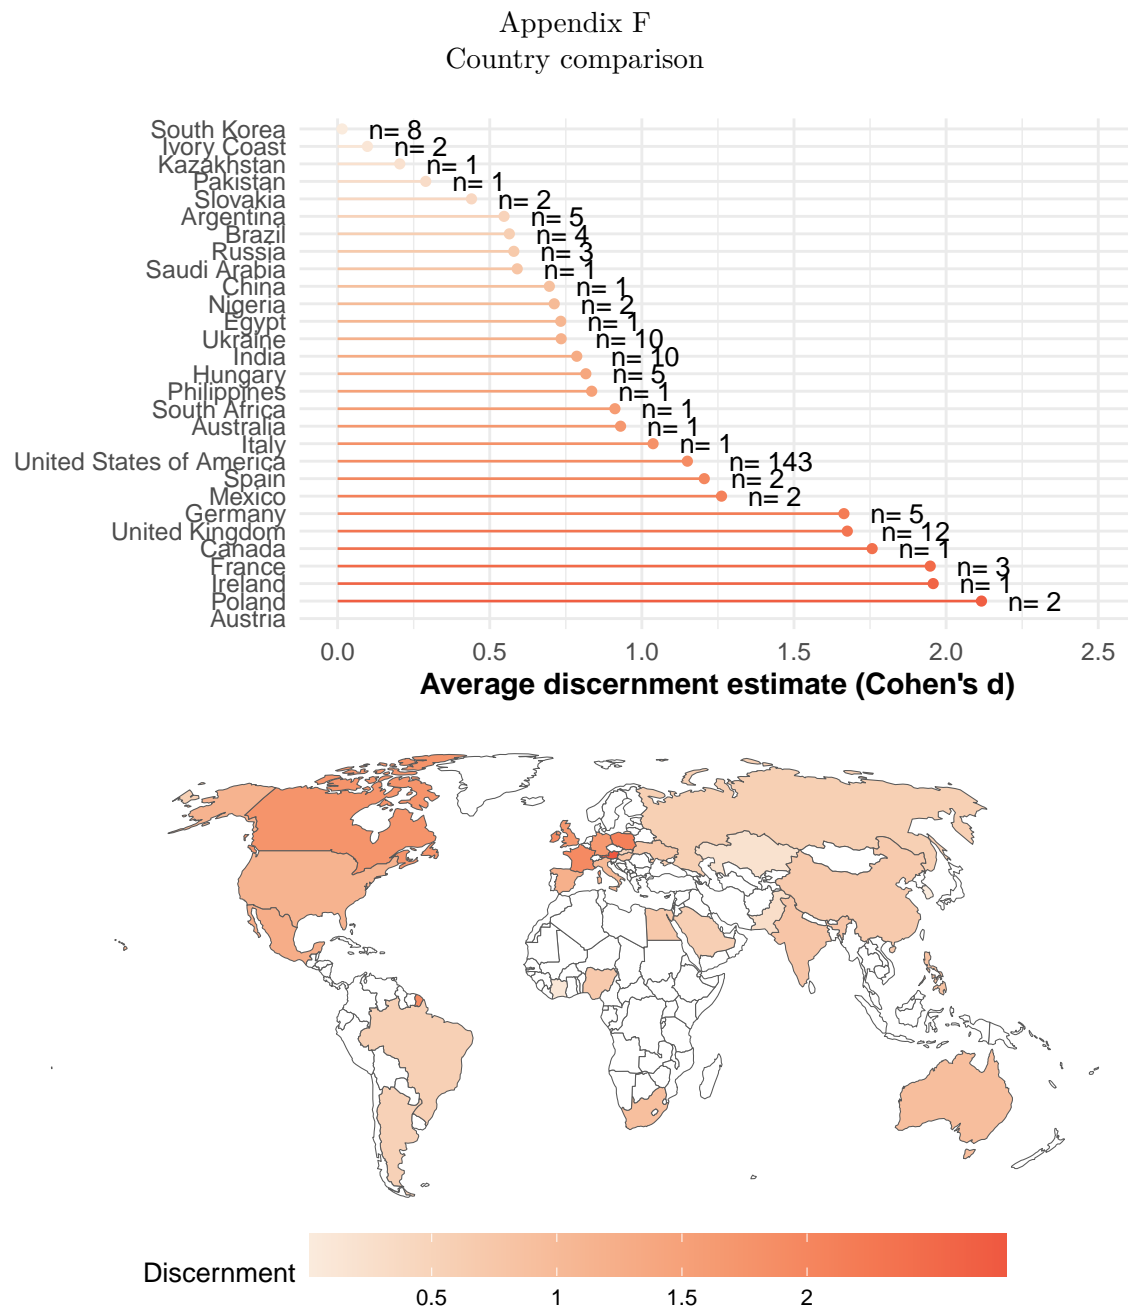 Appendix F
Country comparison
South Korea n= 8
Ivory Coast n= 2
Kazakhstan n= 1
Pakistan n= 1
Slovakia n= 2
Argentina n= 5
Brazil n= 4
Russia n= 3
Saudi Arabia n= 1
China n= 1
Nigeria n= 2
Egypt n= 1
Ukraine n= 10
India n= 10
Hungary n= 5
Philippines n= 1
South Africa n= 1
Australia n= 1
Italy n= 1
United States of America n= 143
Spain n= 2
Mexico n= 2
Germany n= 5
United Kingdom n= 12
Canada n= 1
France n= 3
Ireland n= 1
Poland n= 2
Austria
0.0 0.5 1.0 1.5 2.0 2.5
Average discernment estimate (Cohen's d)
Discernment
0.5 1 1.5 2